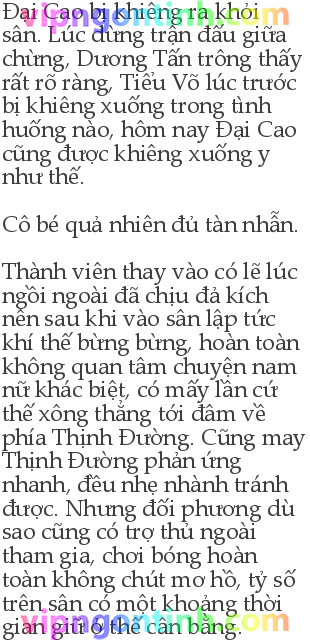 Đại Cao bị khiêng ra khỏi
sân. Lúc dừng trận đấu giữa
chừng, Dương Tấn trông thấy
rất rõ ràng, Tiểu Võ lúc trước
bị khiêng xuống trong tình
huống nào, hôm nay Đại Cao
cũng được khiêng xuống y
như thế.
Cô bé quả nhiên đủ tàn nhẫn.
Thành viên thay vào có lẽ lúc
ngồi ngoài đã chịu đả kích
nên sau khi vào sân lập tức
khí thế bừng bừng, hoàn toàn
không quan tâm chuyện nam
nữ khác biệt, có mấy lần cứ
thế xông thẳng tới đâm về
phía Thịnh Đường. Cũng may
Thịnh Đường phản ứng
nhanh, đều nhẹ nhành tránh
được. Nhưng đối phương dù
sao cũng có trợ thủ ngoài
tham gia, chơi bóng hoàn
toàn không chút mơ hồ, tỷ số
trên sân có một khoảng thời
gian giữ ở thế cân bằng.
vipngontinh.com
vipngontinh.com